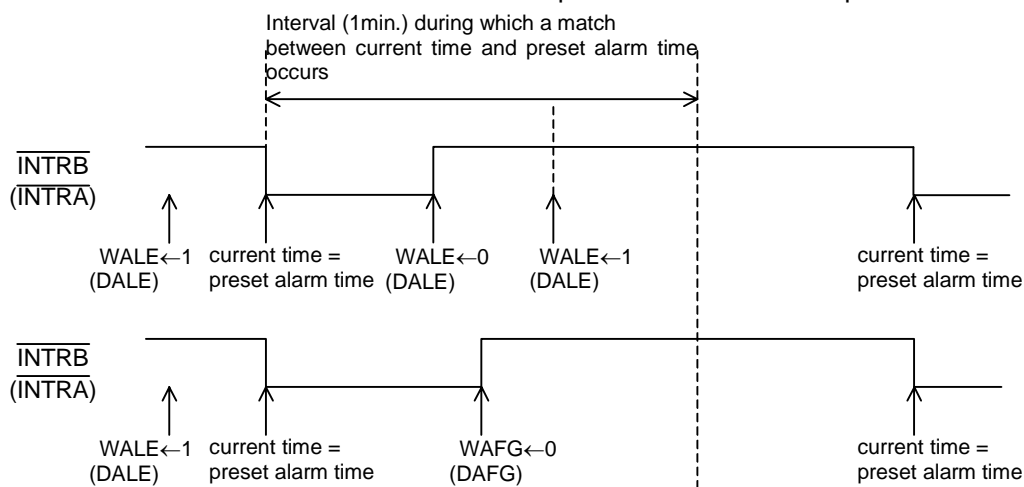 Interval (1min.) during which a match
between current time and preset alarm time
occurs
INTRB
(INTRA)
WALE←1 current time = WALE←0 WALE←1 current time =
(DALE) preset alarm time (DALE) (DALE) preset alarm time
INTRB
(INTRA)
WALE←1 current time = WAFG←0 current time =
(DALE) preset alarm time (DAFG) preset alarm time